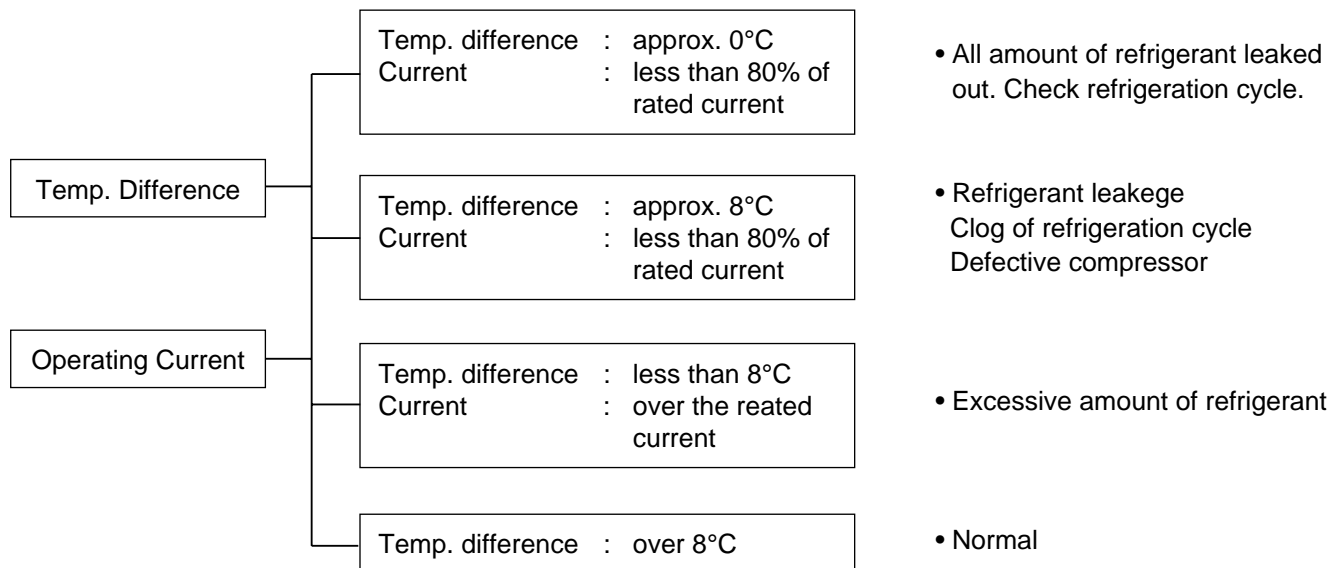 Temp. Difference
Operating Current
Temp. difference : approx. 0°C
Current : less than 80% of
rated current
• All amount of refrigerant leaked
out. Check refrigeration cycle.
Temp. difference : approx. 8°C
Current : less than 80% of
rated current
• Refrigerant leakege
Clog of refrigeration cycle
Defective compressor
Temp. difference : less than 8°C
Current : over the reated
current
• Excessive amount of refrigerant
Temp. difference : over 8°C
• Normal